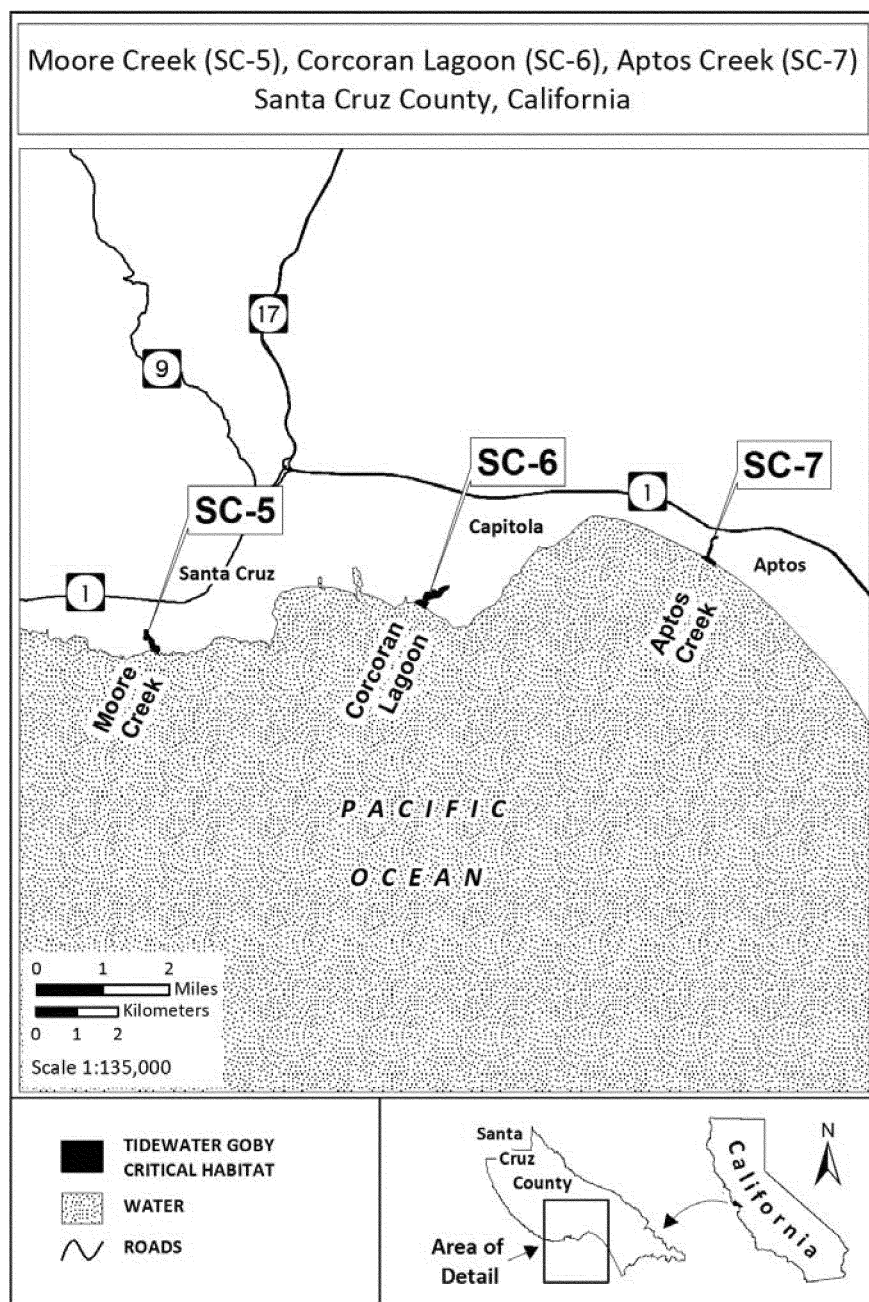 Moore Creek (SC-5), Corcoran Lagoon (SC-6), Aptos Creek (SC-7)
Santa Cruz County, California
17
9
SC-6
SC-7
1
SC-5
Capitola
Santa Cruz
Aptos
1
Aptos
Creek
Corcoran
Lagoon
Moore
Creek
PACIFIC
OCEAN
0 1 2
Miles
Kilometers
0 1 2
Scale 1:135,000
TIDEWATER GOBY
CRITICAL HABITAT
WATER
ROADS
Santa
Cruz
County
Area of
Detail
California
N